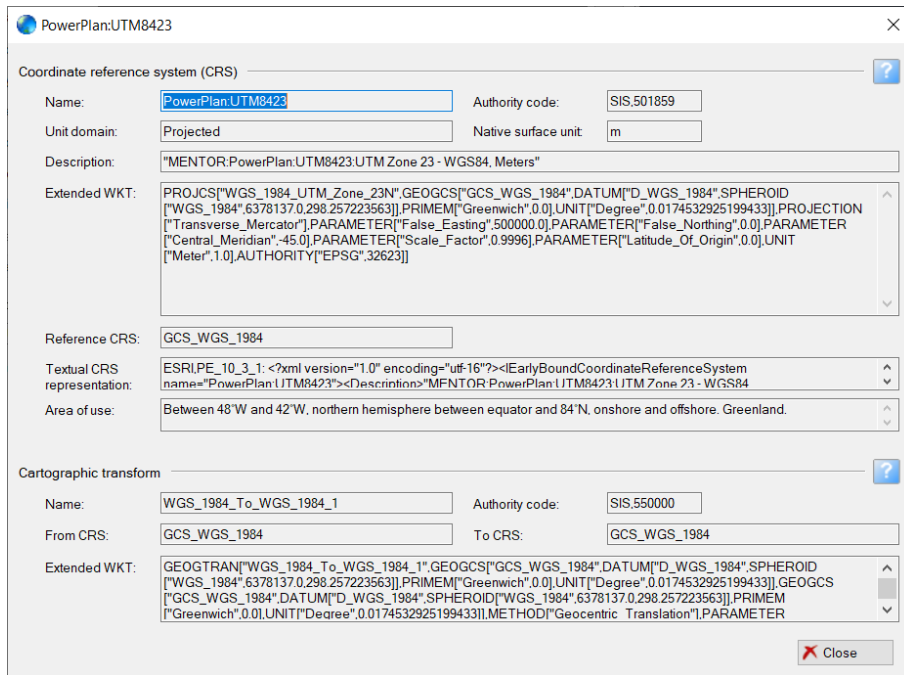 PowerPlan:UTM8423
Coordinate reference system (CRS)
?
Name: PowerPlan:UTM8423 Authority code: SIS,501859
Unit domain: Projected Native surface unit: m
Description: "MENTOR:PowerPlan:UTM8423:UTM Zone 23 - WGS84, Meters"
Extended WKT: PROJCS["WGS_1984_UTM_Zone_23N",GEOGCS["GCS_WGS_1984",DATUM["D_WGS_1984",SPHEROID
["WGS_1984",6378137.0,298.257223563]],PRIMEM["Greenwich",0.0],UNIT["Degree",0.0174532925199433]],PROJECTION
["Transverse_Mercator"],PARAMETER["False_Easting",500000.0],PARAMETER["False_Northing",0.0],PARAMETER
["Central_Meridian",-45.0],PARAMETER["Scale_Factor",0.9996],PARAMETER["Latitude_Of_Origin",0.0],UNIT
["Meter",1.0],AUTHORITY["EPSG",32623]]
Reference CRS: GCS_WGS_1984
Textual CRS representation: ESRI,PE_10_3_1: <?xml version="1.0" encoding="utf-16"?><IEarlyBoundCoordinateReferenceSystem
name="PowerPlan:UTM8423"><Description>"MENTOR:PowerPlan:UTM8423:UTM Zone 23 - WGS84
Area of use: Between 48°W and 42°W, northern hemisphere between equator and 84°N, onshore and offshore. Greenland.
Cartographic transform
?
Name: WGS_1984_To_WGS_1984_1 Authority code: SIS,550000
From CRS: GCS_WGS_1984 To CRS: GCS_WGS_1984
Extended WKT: GEOGTRAN["WGS_1984_To_WGS_1984_1",GEOGCS["GCS_WGS_1984",DATUM["D_WGS_1984",SPHEROID
["WGS_1984",6378137.0,298.257223563]],PRIMEM["Greenwich",0.0],UNIT["Degree",0.0174532925199433]],GEOGCS
["GCS_WGS_1984",DATUM["D_WGS_1984",SPHEROID["WGS_1984",6378137.0,298.257223563]],PRIMEM
["Greenwich",0.0],UNIT["Degree",0.0174532925199433]],METHOD["Geocentric_Translation"],PARAMETER
Close